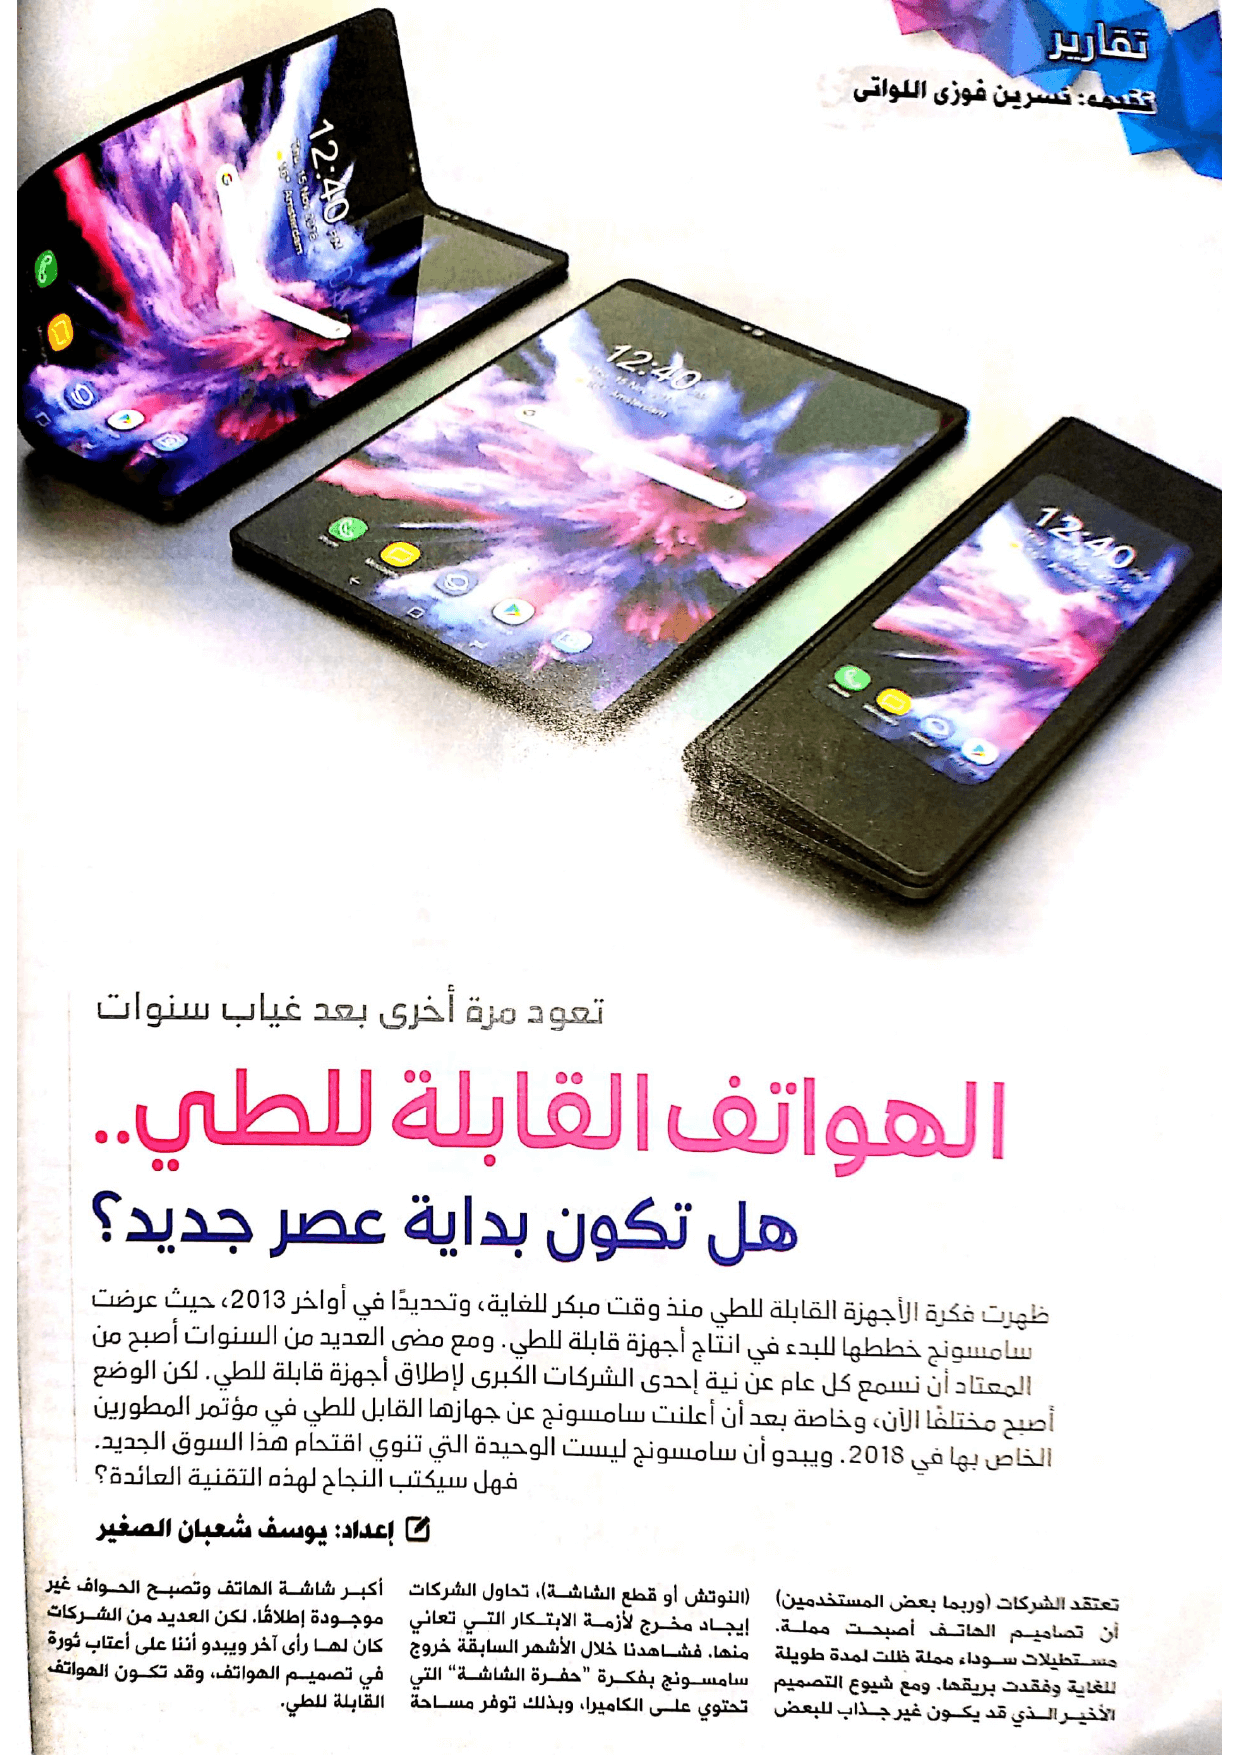 تقارير
تقدمه: نسرين فوزى اللواتى
12:40
Amsterdam
12:40
Amsterdam
12:40
تعود مرة أخرى بعد غياب سنوات
الهواتف القابلة للطي..
هل تكون بداية عصر جديد؟
ظهرت فكرة الأجهزة القابلة للطي منذ وقت مبكر للغاية، وتحديدًا في أواخر 2013، حيث عرضت
سامسونج خططها للبدء في انتاج أجهزة قابلة للطي. ومع مضى العديد من السنوات أصبح من
المعتاد أن نسمع كل عام عن نية إحدى الشركات الكبرى لإطلاق أجهزة قابلة للطي. لكن الوضع
أصبح مختلفًا الآن، وخاصة بعد أن أعلنت سامسونج عن جهازها القابل للطي في مؤتمر المطورين
الخاص بها في 2018. ويبدو أن سامسونج ليست الوحيدة التي تنوي اقتحام هذا السوق الجديد.
فهل سيكتب النجاح لهذه التقنية العائدة؟
إعداد: يوسف شعبان الصغير
تعتقد الشركات (وربما بعض المستخدمين)
أن تصاميم الهاتف أصبحت مملة.
مستطيلات سوداء مملة ظلت لمدة طويلة
للغاية وفقدت بريقها. ومع شيوع التصميم
الأخير الذي قد يكون غير جذاب للبعض
(النوتش أو قطع الشاشة)، تحاول الشركات
إيجاد مخرج لأزمة الابتكار التي تعاني
منها. فشاهدنا خلال الأشهر السابقة خروج
سامسونج بفكرة "حفرة الشاشة" التي
تحتوي على الكاميرا، وبذلك توفر مساحة
أكبر شاشة الهاتف وتصبح الحواف غير
موجودة إطلاقًا. لكن العديد من الشركات
كان لها رأى آخر ويبدو أننا على أعتاب ثورة
في تصميم الهواتف، وقد تكون الهواتف
القابلة للطي.